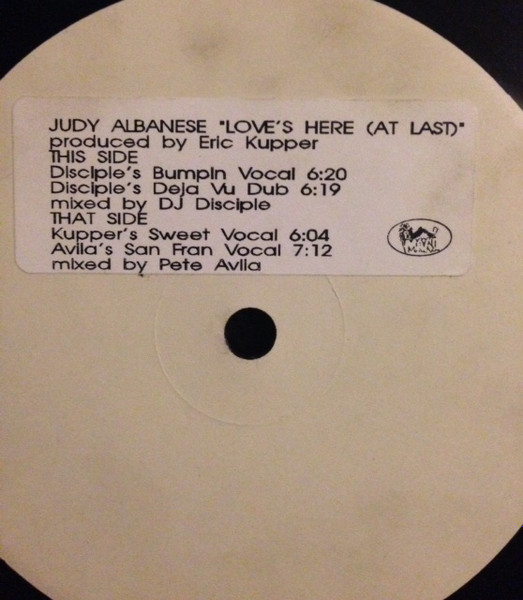 JUDY ALBANESE "LOVE'S HERE (AT LAST)"
produced by Eric Kupper
THIS SIDE
Disciple's Bumpin Vocal 6:20
Disciple's Deja Vu Dub 6:19
mixed by DJ Disciple
THAT SIDE
Kupper's Sweet Vocal 6:04
Avila's San Fran Vocal 7:12
mixed by Pete Avila